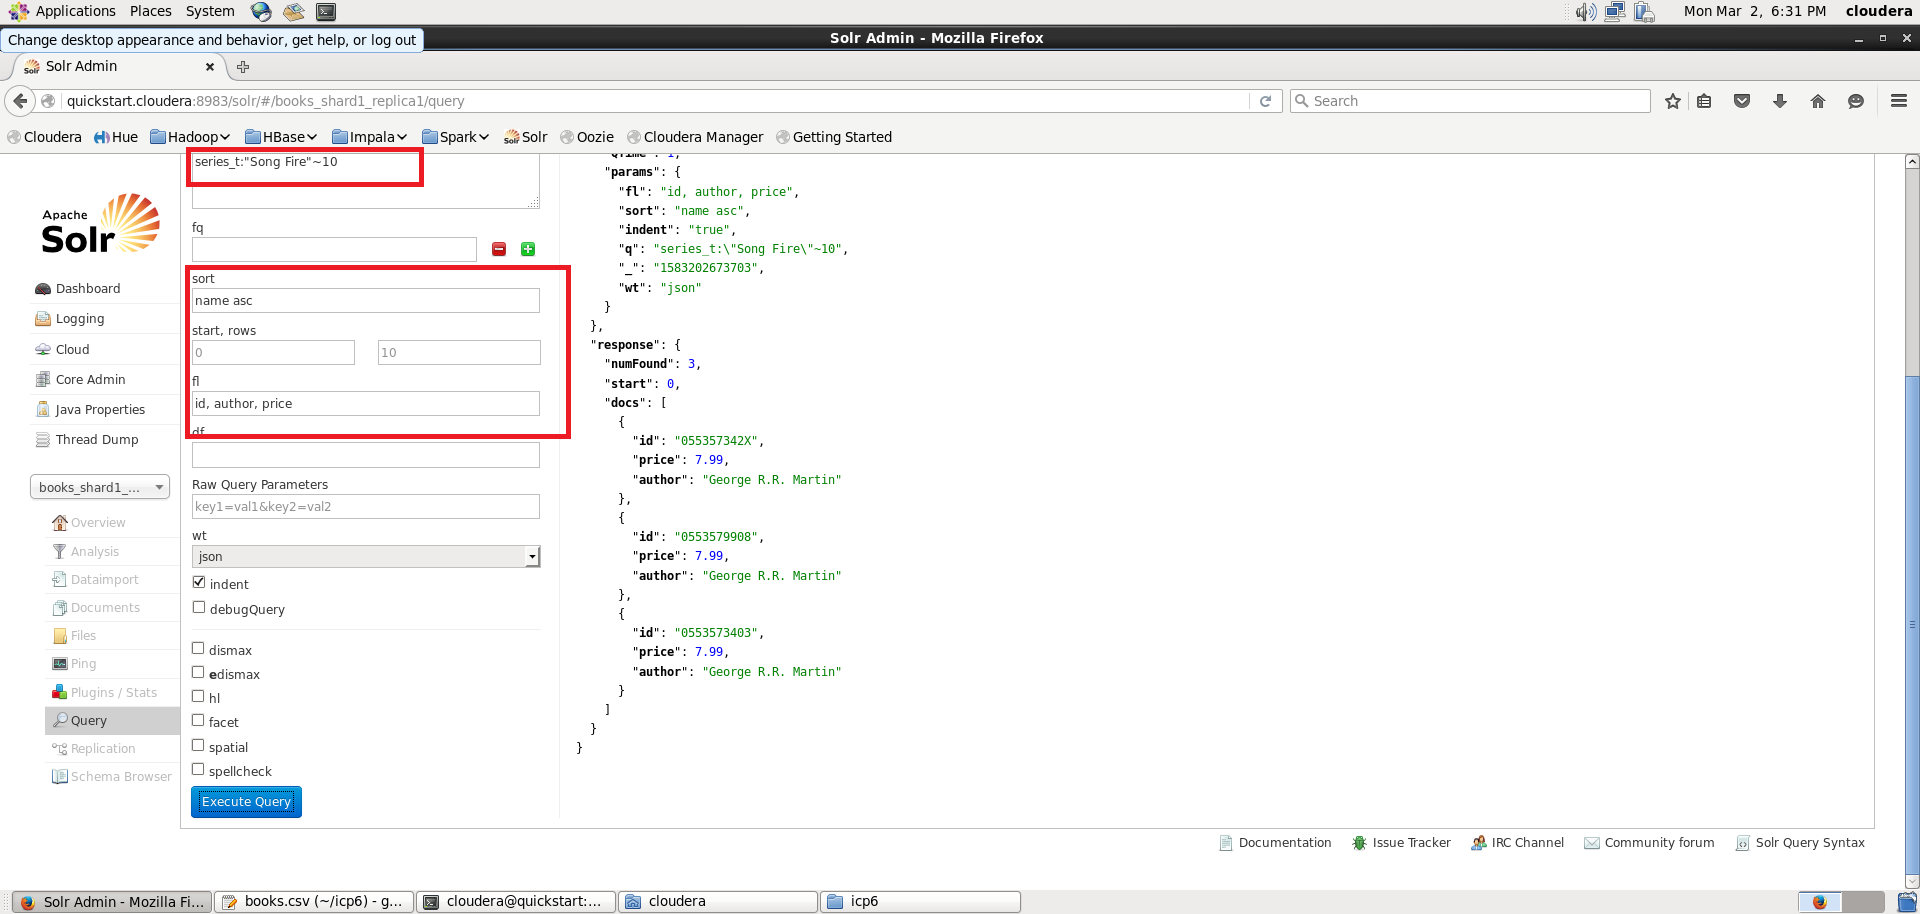 Applications Places System Mon Mar 2, 6:31 PM cloudera
Change desktop appearance and behavior, get help, or log out
Solr Admin - Mozilla Firefox
Solr Solr Admin
quickstart.cloudera:8983/solr/#/books_shard1_replica1/query
Search
Cloudera Hue Hadoop HBase Impala Spark Solr Oozie Cloudera Manager Getting Started
Apache
Solr
Dashboard
Logging
Cloud
Core Admin
Java Properties
Thread Dump
books_shard1_...
Overview
Analysis
Dataimport
Documents
Files
Ping
Plugins / Stats
Query
Replication
Schema Browser
series_t:"Song Fire"~10
fq
sort
name asc
start, rows
0 10
fl
id, author, price
df
Raw Query Parameters
key1=val1&key2=val2
wt
json
indent
debugQuery
dismax
edismax
hl
facet
spatial
spellcheck
Execute Query
"QTime": 1,
"params": {
"fl": "id, author, price",
"sort": "name asc",
"indent": "true",
"q": "series_t:\"Song Fire\"~10",
"_": "1583202673703",
"wt": "json"
}
},
"response": {
"numFound": 3,
"start": 0,
"docs": [
{
"id": "055357342X",
"price": 7.99,
"author": "George R.R. Martin"
},
{
"id": "0553579908",
"price": 7.99,
"author": "George R.R. Martin"
},
{
"id": "0553573403",
"price": 7.99,
"author": "George R.R. Martin"
}
]
}
}
Documentation Issue Tracker IRC Channel Community forum Solr Query Syntax
Solr Admin - Mozilla Fi... books.csv (~/icp6) - g... cloudera@quickstart:... cloudera icp6